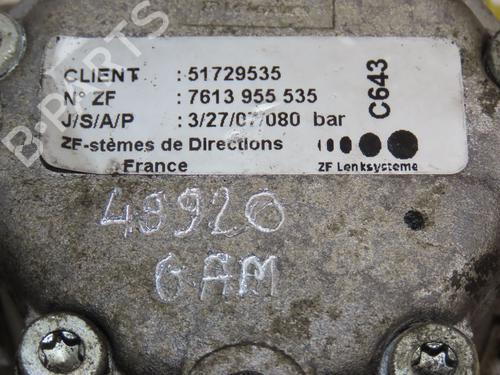 CLIENT : 51729535
N° ZF : 7613 955 535
J/S/A/P : 3/27/07/080 bar
ZF-stèmes de Directions
France
C643
ZF Lenksysteme
49920
GAM
B-PARTS